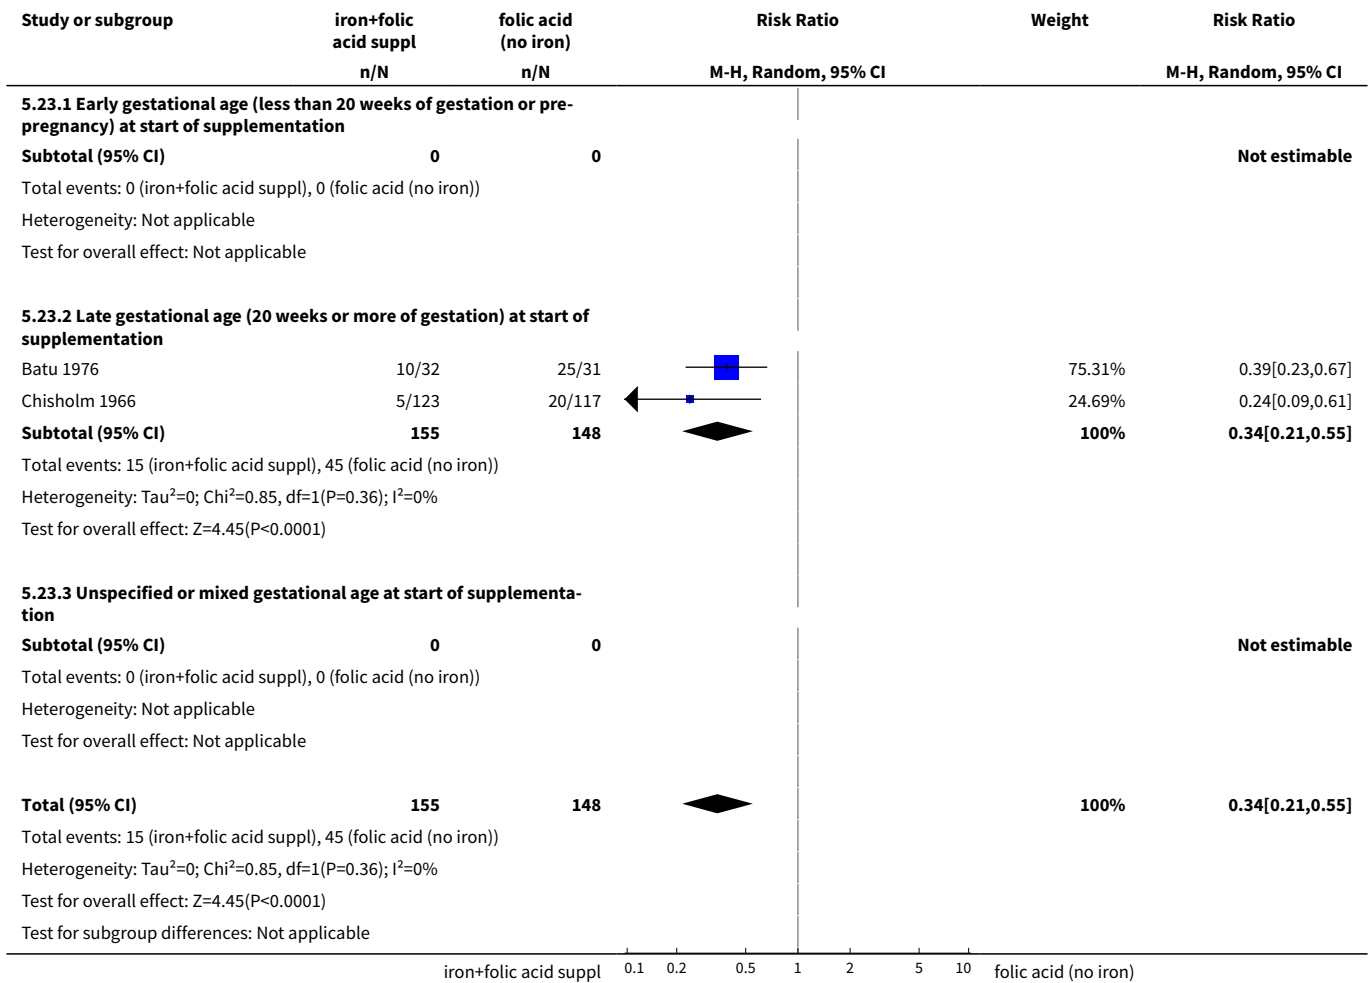 Study or subgroup iron+folic acid suppl folic acid (no iron) Risk Ratio Weight Risk Ratio
n/N n/N M-H, Random, 95% CI M-H, Random, 95% CI
5.23.1 Early gestational age (less than 20 weeks of gestation or pre-
pregnancy) at start of supplementation
Subtotal (95% CI) 0 0 Not estimable
Total events: 0 (iron+folic acid suppl), 0 (folic acid (no iron))
Heterogeneity: Not applicable
Test for overall effect: Not applicable
5.23.2 Late gestational age (20 weeks or more of gestation) at start of
supplementation
Batu 1976 10/32 25/31 75.31% 0.39[0.23,0.67]
Chisholm 1966 5/123 20/117 24.69% 0.24[0.09,0.61]
Subtotal (95% CI) 155 148 100% 0.34[0.21,0.55]
Total events: 15 (iron+folic acid suppl), 45 (folic acid (no iron))
Heterogeneity: Tau²=0; Chi²=0.85, df=1(P=0.36); I²=0%
Test for overall effect: Z=4.45(P<0.0001)
5.23.3 Unspecified or mixed gestational age at start of supplementa-
tion
Subtotal (95% CI) 0 0 Not estimable
Total events: 0 (iron+folic acid suppl), 0 (folic acid (no iron))
Heterogeneity: Not applicable
Test for overall effect: Not applicable
Total (95% CI) 155 148 100% 0.34[0.21,0.55]
Total events: 15 (iron+folic acid suppl), 45 (folic acid (no iron))
Heterogeneity: Tau²=0; Chi²=0.85, df=1(P=0.36); I²=0%
Test for overall effect: Z=4.45(P<0.0001)
Test for subgroup differences: Not applicable
iron+folic acid suppl 0.1 0.2 0.5 1 2 5 10 folic acid (no iron)